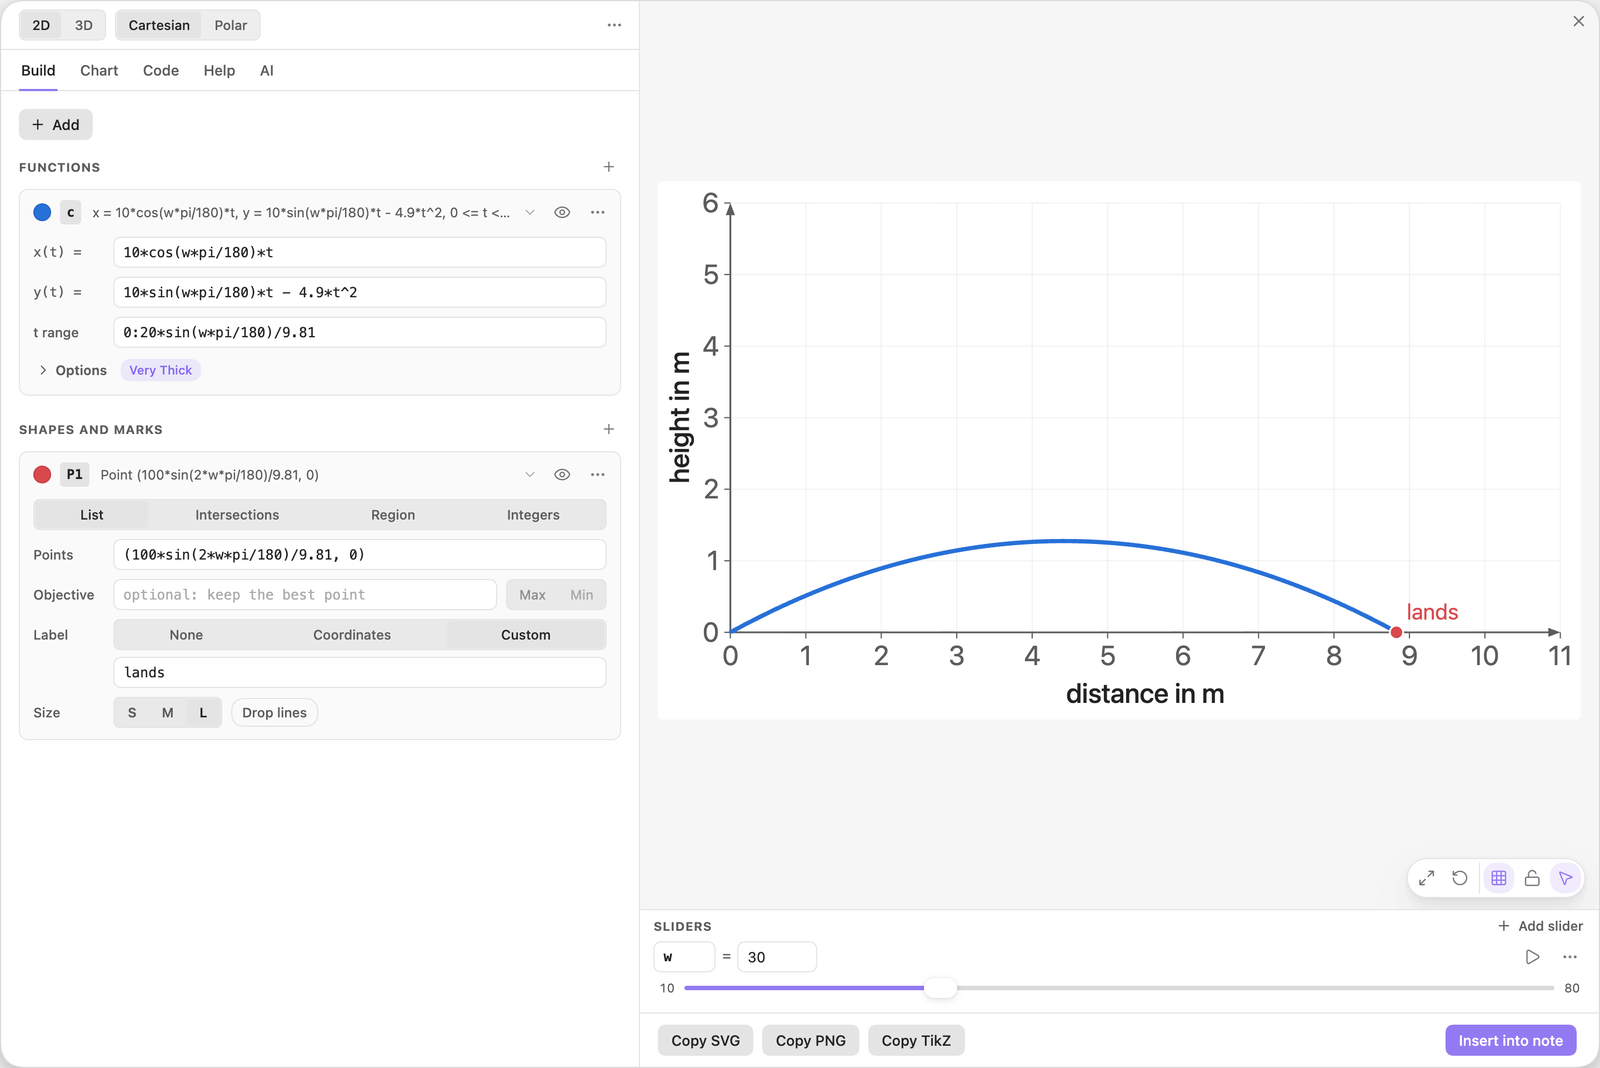 2D 3D Cartesian Polar
Build Chart Code Help AI
+ Add
FUNCTIONS
c x = 10*cos(w*pi/180)*t, y = 10*sin(w*pi/180)*t - 4.9*t^2, 0 <= t <...
x(t) = 10*cos(w*pi/180)*t
y(t) = 10*sin(w*pi/180)*t - 4.9*t^2
t range 0:20*sin(w*pi/180)/9.81
Options Very Thick
SHAPES AND MARKS
P1 Point (100*sin(2*w*pi/180)/9.81, 0)
List Intersections Region Integers
Points (100*sin(2*w*pi/180)/9.81, 0)
Objective optional: keep the best point Max Min
Label None Coordinates Custom
lands
Size S M L Drop lines
6
5
4
3
2
1
0
height in m
lands
0 1 2 3 4 5 6 7 8 9 10 11
distance in m
SLIDERS + Add slider
w = 30
10 80
Copy SVG Copy PNG Copy TikZ Insert into note